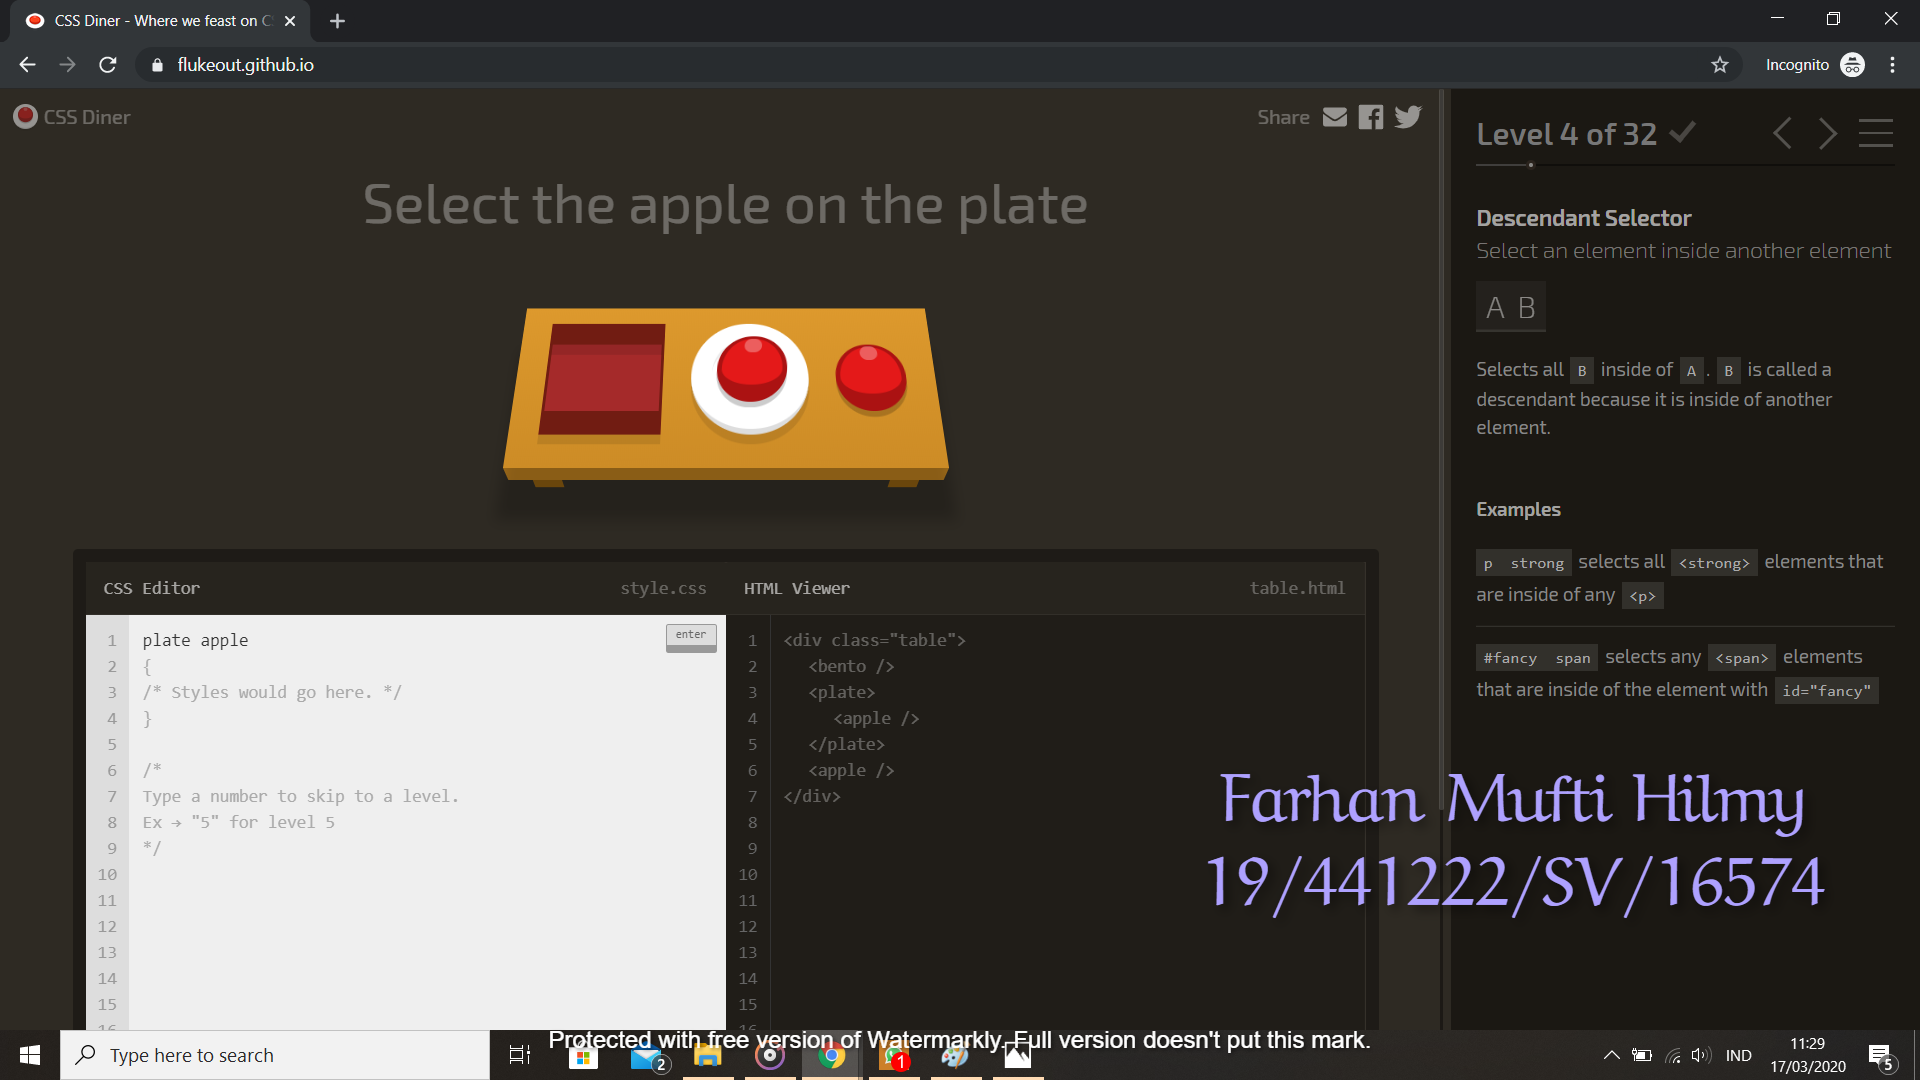 CSS Diner - Where we feast on C
flukeout.github.io
Incognito
CSS Diner
Share
Select the apple on the plate
CSS Editor
style.css
1 plate apple
enter
2 {
3 /* Styles would go here. */
4 }
5
6 /*
7 Type a number to skip to a level.
8 Ex → "5" for level 5
9 */
10
11
12
13
14
15
16
HTML Viewer
table.html
1 <div class="table">
2 <bento />
3 <plate>
4 <apple />
5 </plate>
6 <apple />
7 </div>
8
9
10
11
12
13
14
15
16
Level 4 of 32
Descendant Selector
Select an element inside another element
A B
Selects all B inside of A . B is called a
descendant because it is inside of another
element.
Examples
p strong selects all <strong> elements that
are inside of any <p>
#fancy span selects any <span> elements
that are inside of the element with id="fancy"
Farhan Mufti Hilmy
19/441222/SV/16574
Protected with free version of Watermarkly. Full version doesn't put this mark.
Type here to search
2
1
IND
11:29
17/03/2020
5